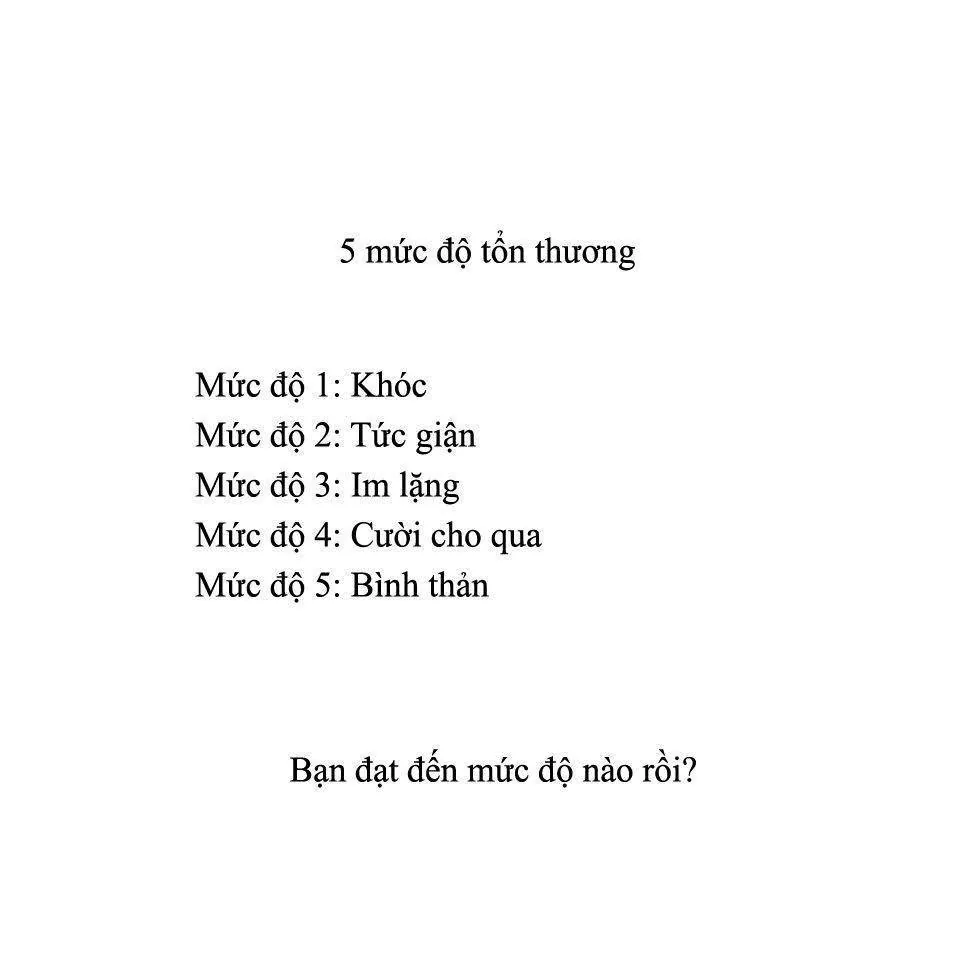 5 mức độ tổn thương
Mức độ 1: Khóc
Mức độ 2: Tức giận
Mức độ 3: Im lặng
Mức độ 4: Cười cho qua
Mức độ 5: Bình thản
Bạn đạt đến mức độ nào rồi?